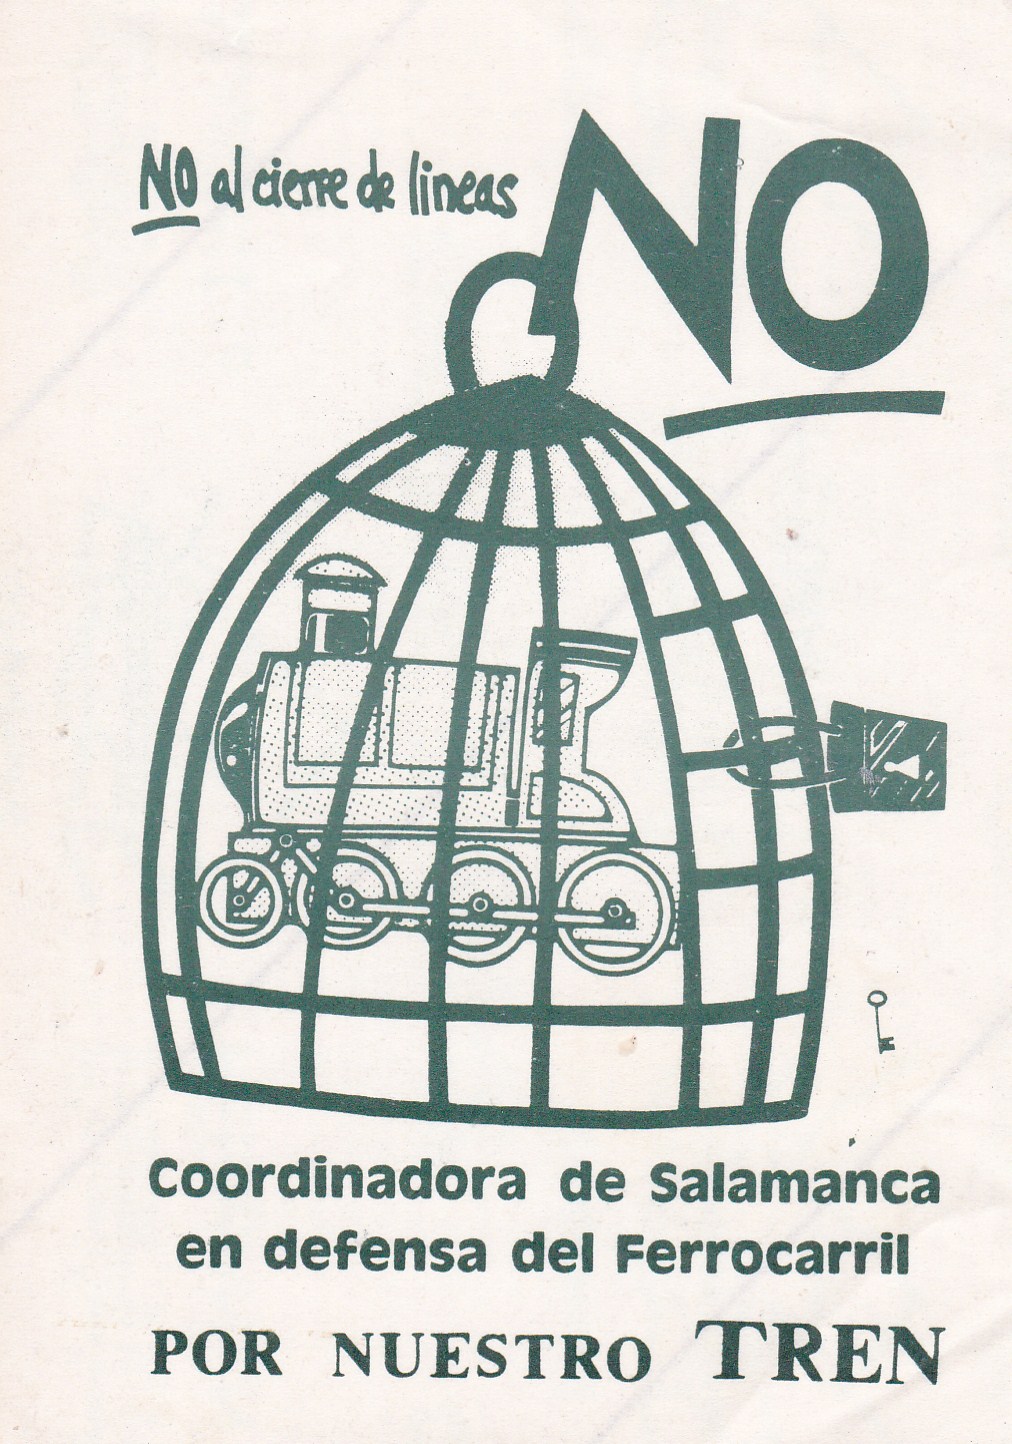 NO al cierre de lineas
NO
Coordinadora de Salamanca
en defensa del Ferrocarril
POR NUESTRO TREN